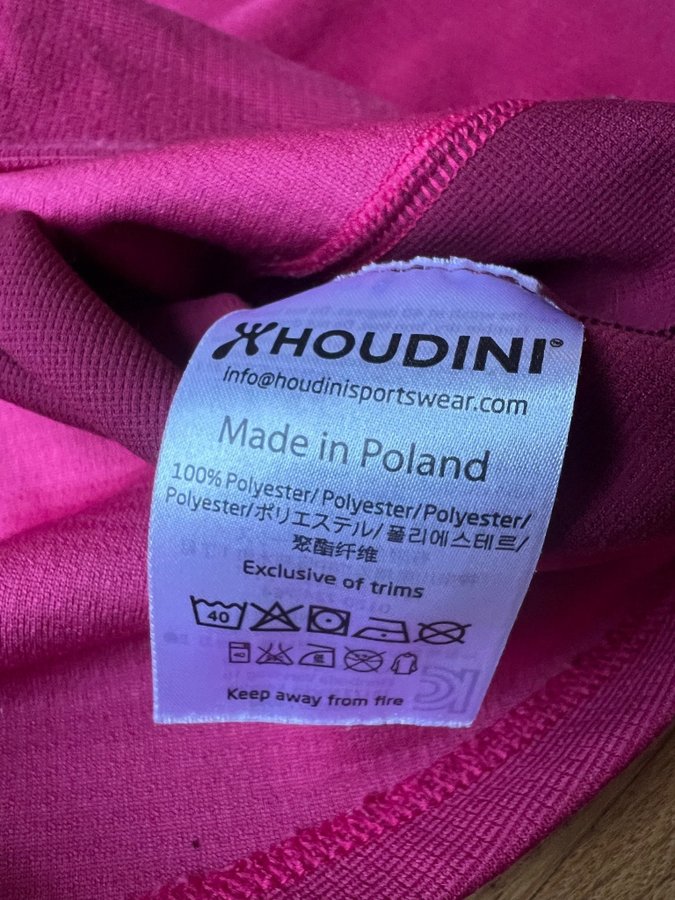 HOUDINI
info@houdinisportswear.com
Made in Poland
100% Polyester/Polyester/Polyester/
Polyester/ポリエステル/폴리에스테르/
聚酯纤维
Exclusive of trims
40
40
Keep away from fire